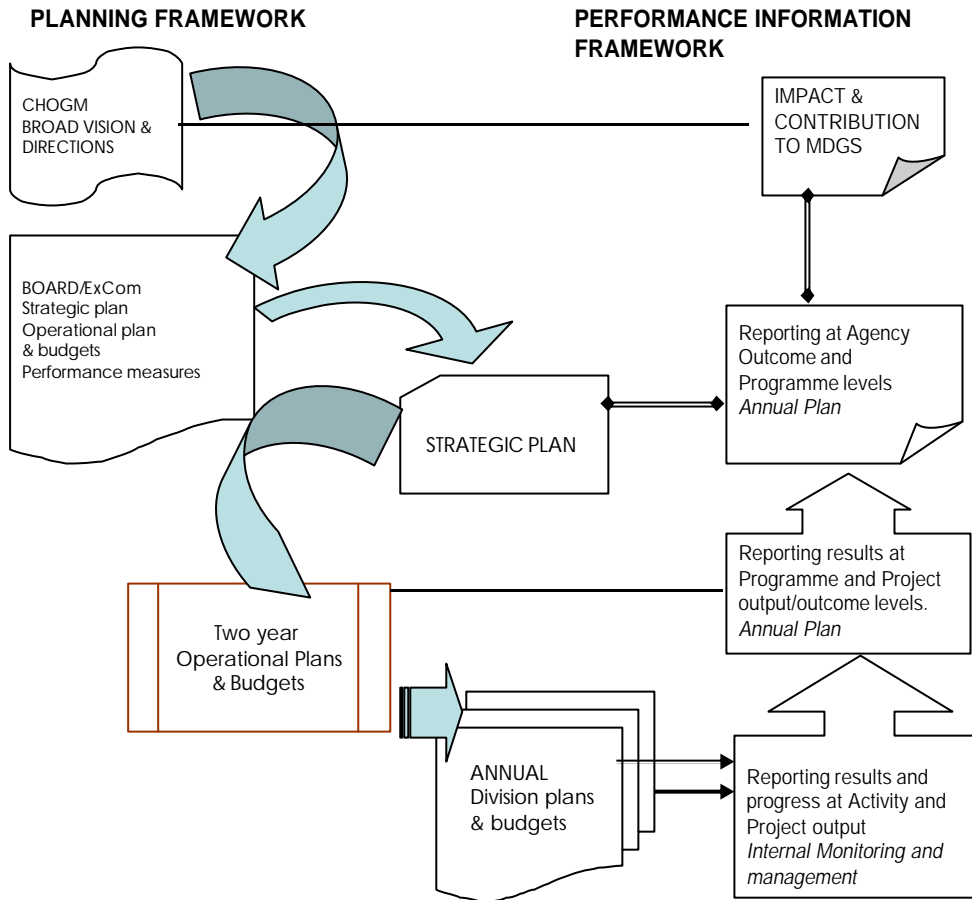 PLANNING FRAMEWORK
PERFORMANCE INFORMATION
FRAMEWORK
CHOGM
BROAD VISION &
DIRECTIONS
IMPACT &
CONTRIBUTION
TO MDGS
BOARD/ExCom
Strategic plan
Operational plan
& budgets
Performance measures
Reporting at Agency
Outcome and
Programme levels
Annual Plan
STRATEGIC PLAN
Reporting results at
Programme and Project
output/outcome levels.
Annual Plan
Two year
Operational Plans
& Budgets
ANNUAL
Division plans
& budgets
Reporting results and
progress at Activity and
Project output
Internal Monitoring and
management